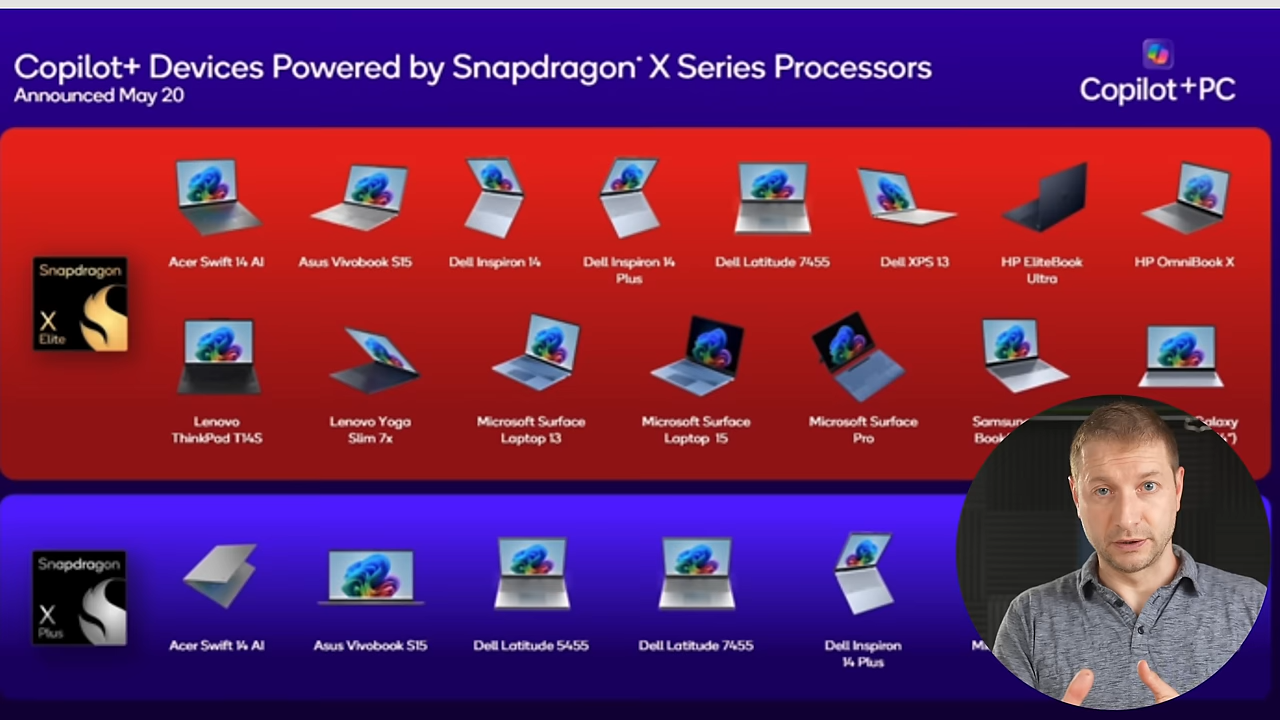 Copilot+ Devices Powered by Snapdragon® X Series Processors
Announced May 20
Copilot+PC
Acer Swift 14 AI
Asus Vivobook S15
Dell Inspiron 14
Dell Inspiron 14
Plus
Dell Latitude 7455
Dell XPS 13
HP EliteBook
Ultra
HP OmniBook X
Snapdragon
X
Elite
Lenovo
ThinkPad T14S
Lenovo Yoga
Slim 7x
Microsoft Surface
Laptop 13
Microsoft Surface
Laptop 15
Microsoft Surface
Pro
Snapdragon
X
Plus
Acer Swift 14 AI
Asus Vivobook S15
Dell Latitude 5455
Dell Latitude 7455
Dell Inspiron
14 Plus